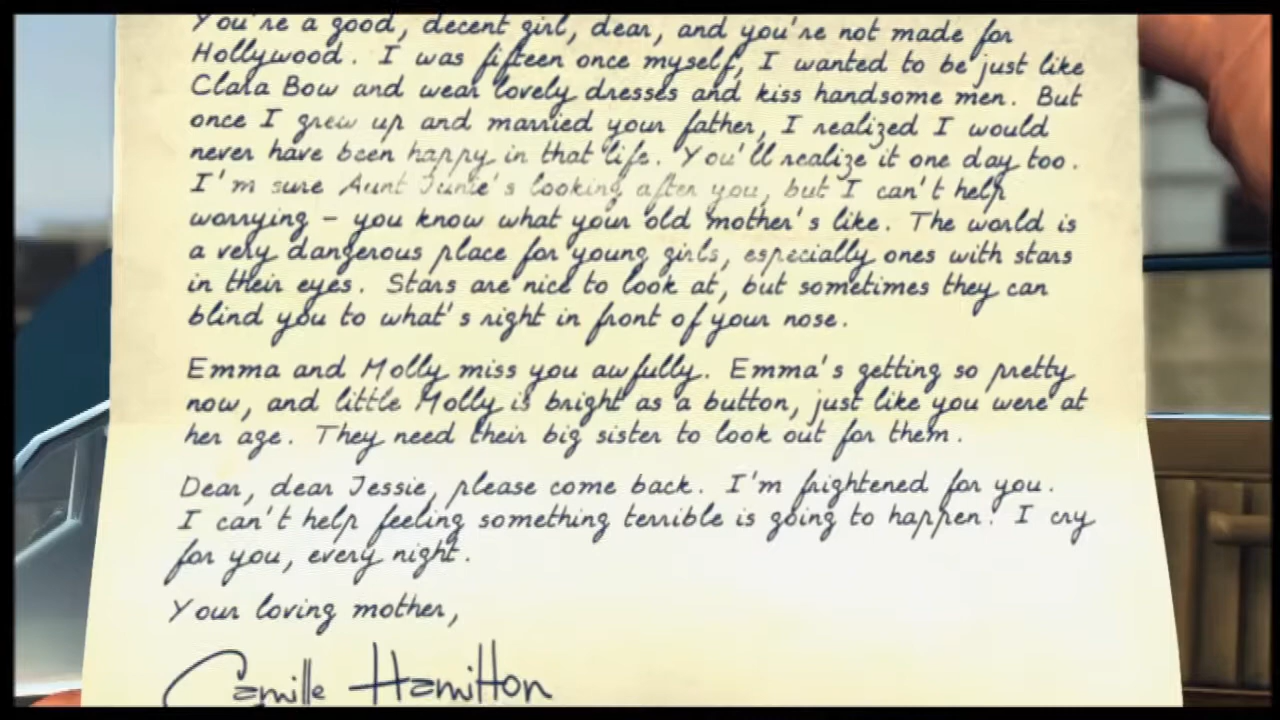 You're a good, decent girl, dear, and you're not made for
Hollywood. I was fifteen once myself, I wanted to be just like
Clara Bow and wear lovely dresses and kiss handsome men. But
once I grew up and married your father, I realized I would
never have been happy in that life. You'll realize it one day too.
I'm sure Aunt Junie's looking after you, but I can't help
worrying – you know what your old mother's like. The world is
a very dangerous place for young girls, especially ones with stars
in their eyes. Stars are nice to look at, but sometimes they can
blind you to what's right in front of your nose.
Emma and Molly miss you awfully. Emma's getting so pretty
now, and little Molly is bright as a button, just like you were at
her age. They need their big sister to look out for them.
Dear, dear Jessie, please come back. I'm frightened for you.
I can't help feeling something terrible is going to happen. I cry
for you, every night.
Your loving mother,
Camille Hamilton